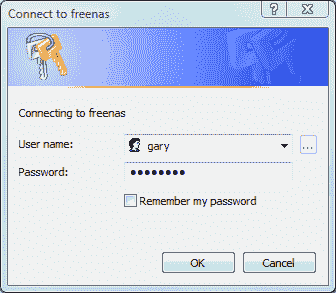 Connect to freenas
Connecting to freenas
User name: gary ...
Password: ••••••••
Remember my password
OK Cancel